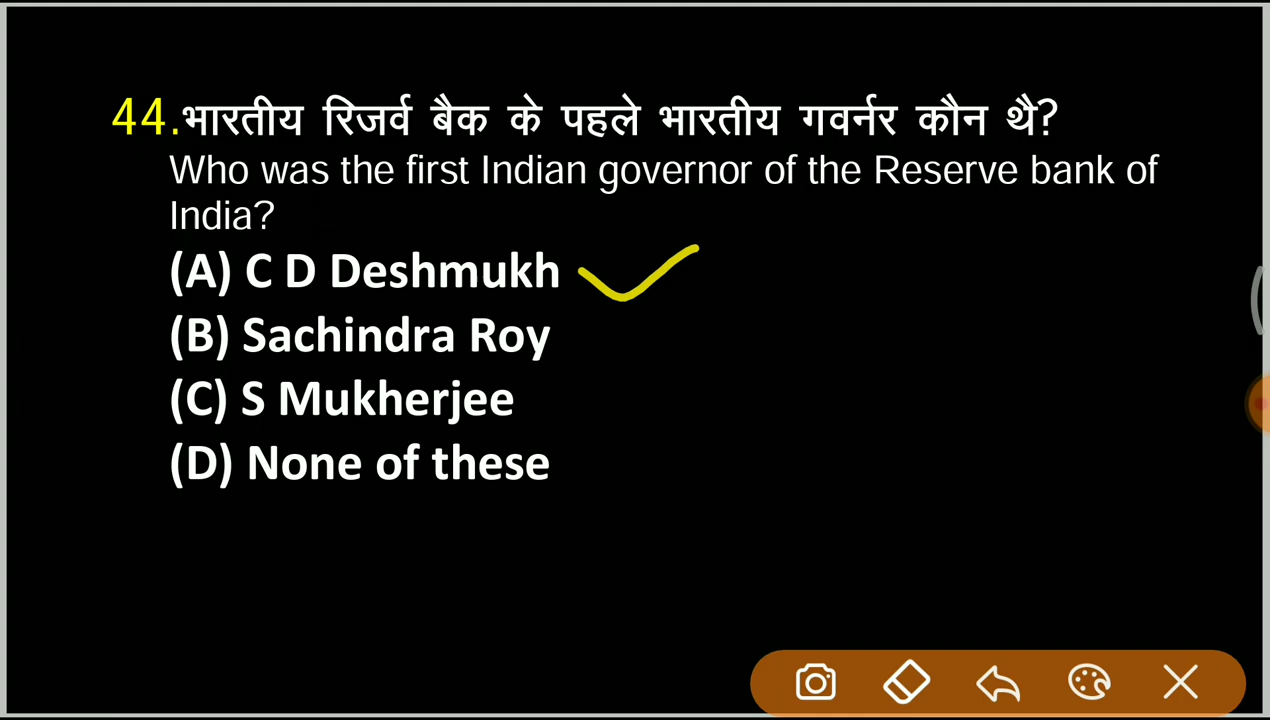 44.भारतीय रिजर्व बैक के पहले भारतीय गवर्नर कौन थै?
Who was the first Indian governor of the Reserve bank of
India?
(A) C D Deshmukh
(B) Sachindra Roy
(C) S Mukherjee
(D) None of these